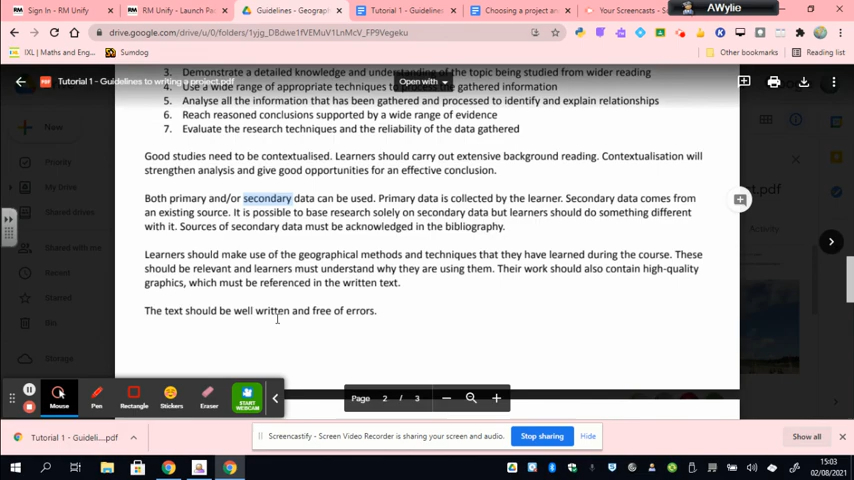 Sign In - RM Unify
RM Unify - Launch Pa
Guidelines - Geograph
Tutorial 1 - Guidelines
Choosing a project an
Your Screencasts - Scree
AWylie
drive.google.com/drive/u/0/folders/1yjg_DBdwe1fVEMuV1LnMcV_FP9Vegeku
IXL | Maths and Eng...
Sumdog
Other bookmarks
Reading list
3. Demonstrate a detailed knowledge and understanding of the topic being studied from wider reading
PDF
Tutorial 1 - Guidelines to writing a project.pdf
Open with
4. Use a wide range of appropriate techniques to process the gathered information
5. Analyse all the information that has been gathered and processed to identify and explain relationships
6. Reach reasoned conclusions supported by a wide range of evidence
7. Evaluate the research techniques and the reliability of the data gathered
New
Priority
My Drive
Shared drives
Shared with me
Recent
Starred
Bin
Storage
ct.pdf
Activity
Good studies need to be contextualised. Learners should carry out extensive background reading. Contextualisation will
strengthen analysis and give good opportunities for an effective conclusion.
Both primary and/or secondary data can be used. Primary data is collected by the learner. Secondary data comes from
an existing source. It is possible to base research solely on secondary data but learners should do something different
with it. Sources of secondary data must be acknowledged in the bibliography.
Learners should make use of the geographical methods and techniques that they have learned during the course. These
should be relevant and learners must understand why they are using them. Their work should also contain high-quality
graphics, which must be referenced in the written text.
The text should be well written and free of errors.
Mouse
Pen
Rectangle
Stickers
Eraser
START
WEBCAM
Page 2 / 3
Tutorial 1 - Guideli....pdf
Screencastify - Screen Video Recorder is sharing your screen and audio.
Stop sharing
Hide
Show all
15:03
02/08/2021